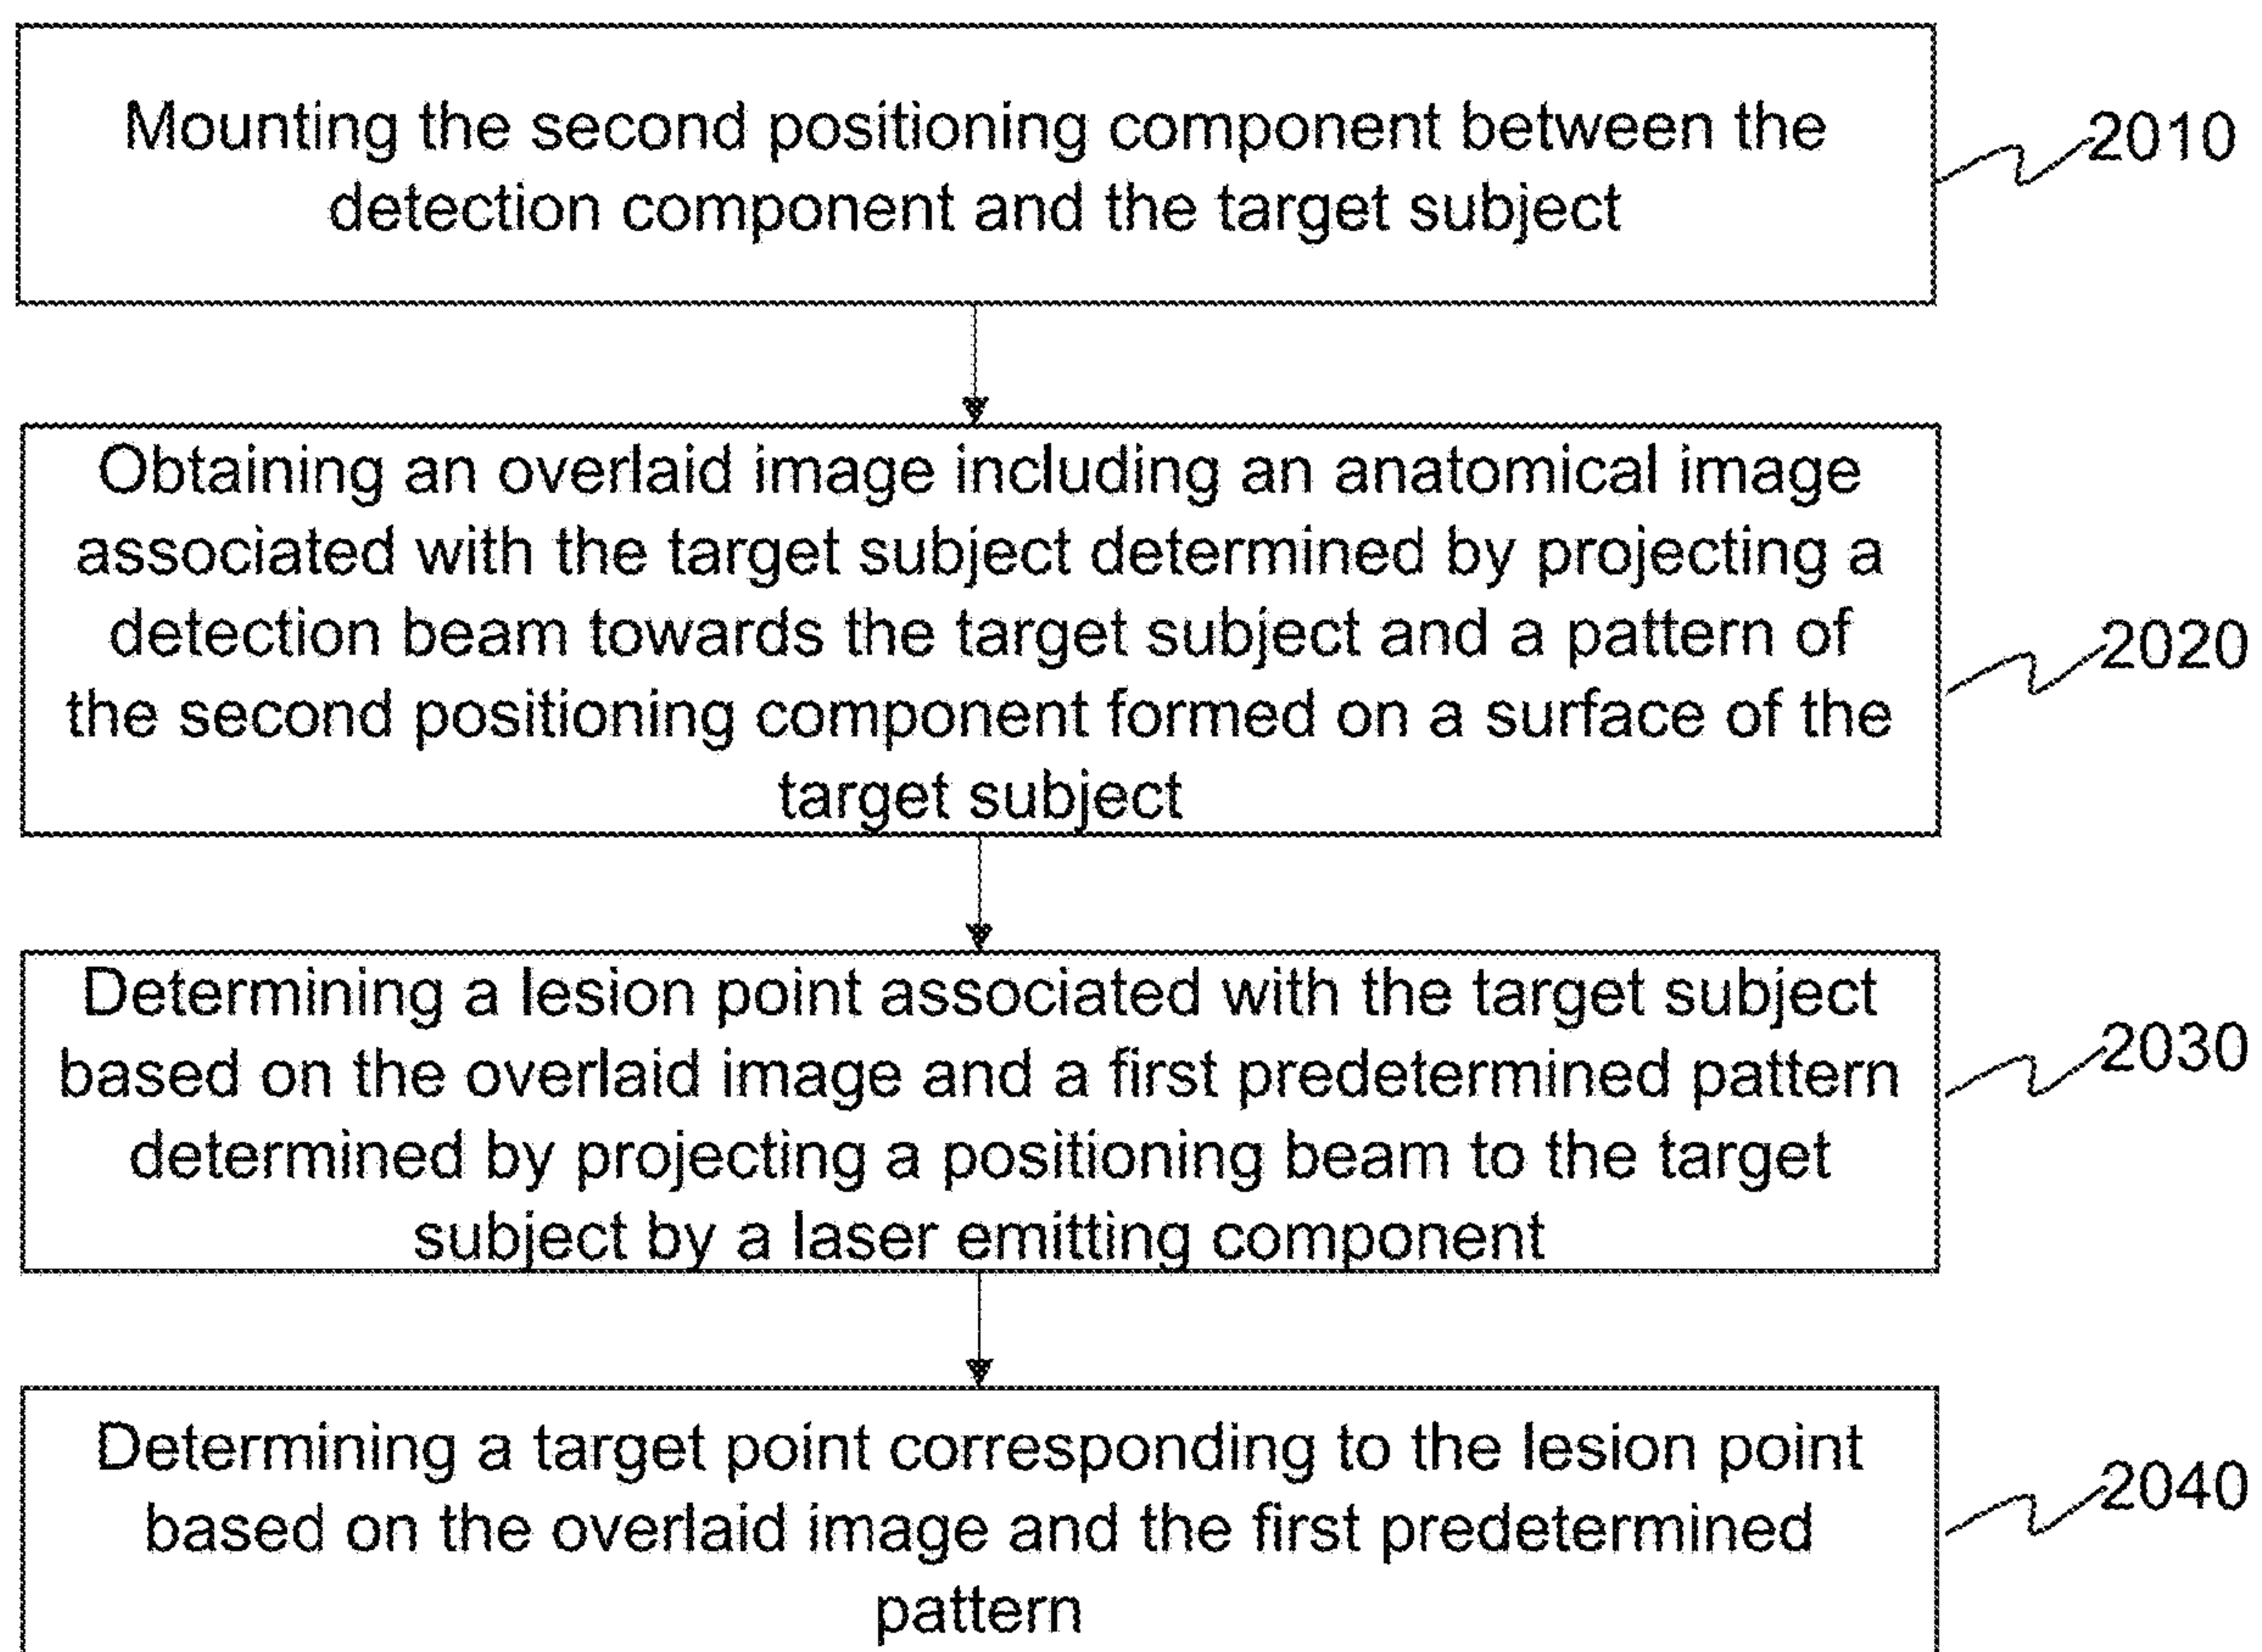 Mounting the second positioning component between the
detection component and the target subject
2010
Obtaining an overlaid image including an anatomical image
associated with the target subject determined by projecting a
detection beam towards the target subject and a pattern of
the second positioning component formed on a surface of the
target subject
2020
Determining a lesion point associated with the target subject
based on the overlaid image and a first predetermined pattern
determined by projecting a positioning beam to the target
subject by a laser emitting component
2030
Determining a target point corresponding to the lesion point
based on the overlaid image and the first predetermined
pattern
2040